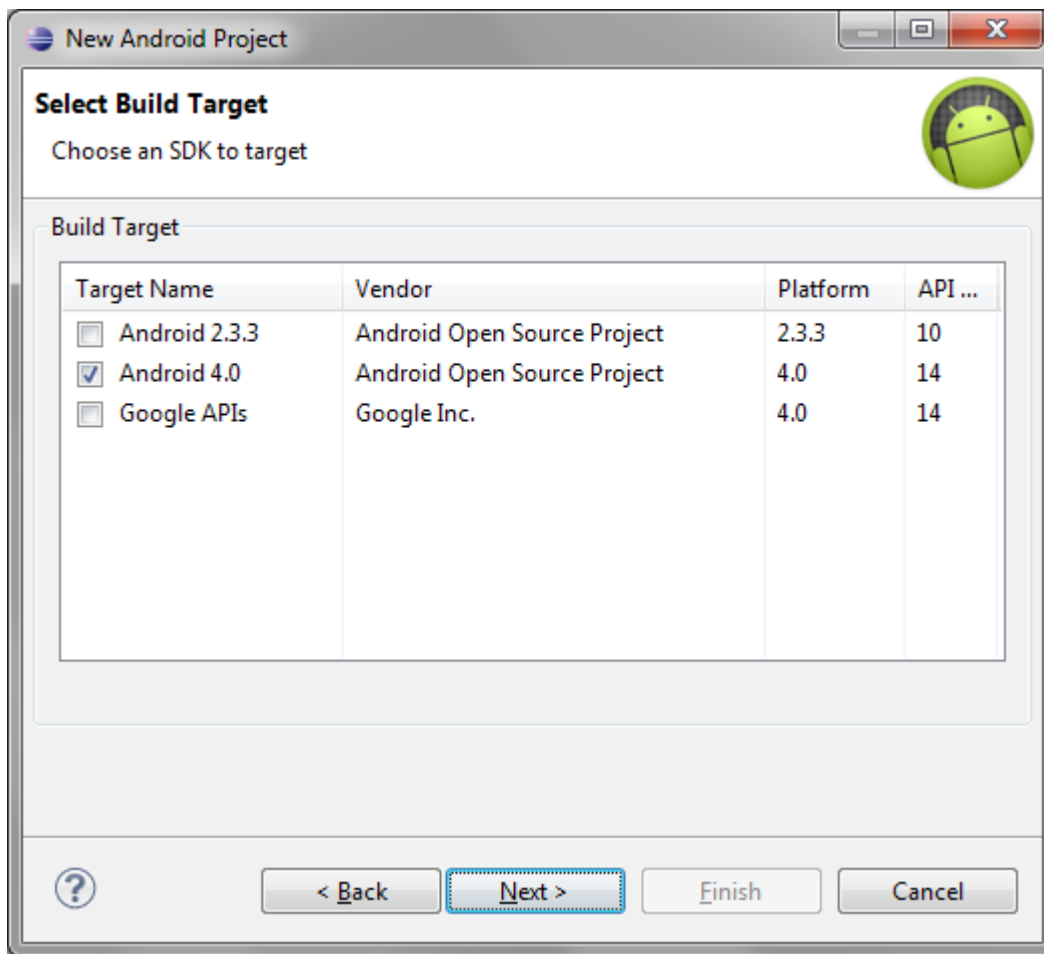 New Android Project
Select Build Target
Choose an SDK to target
Build Target
Target Name Vendor Platform API ...
Android 2.3.3 Android Open Source Project 2.3.3 10
Android 4.0 Android Open Source Project 4.0 14
Google APIs Google Inc. 4.0 14
? < Back Next > Finish Cancel